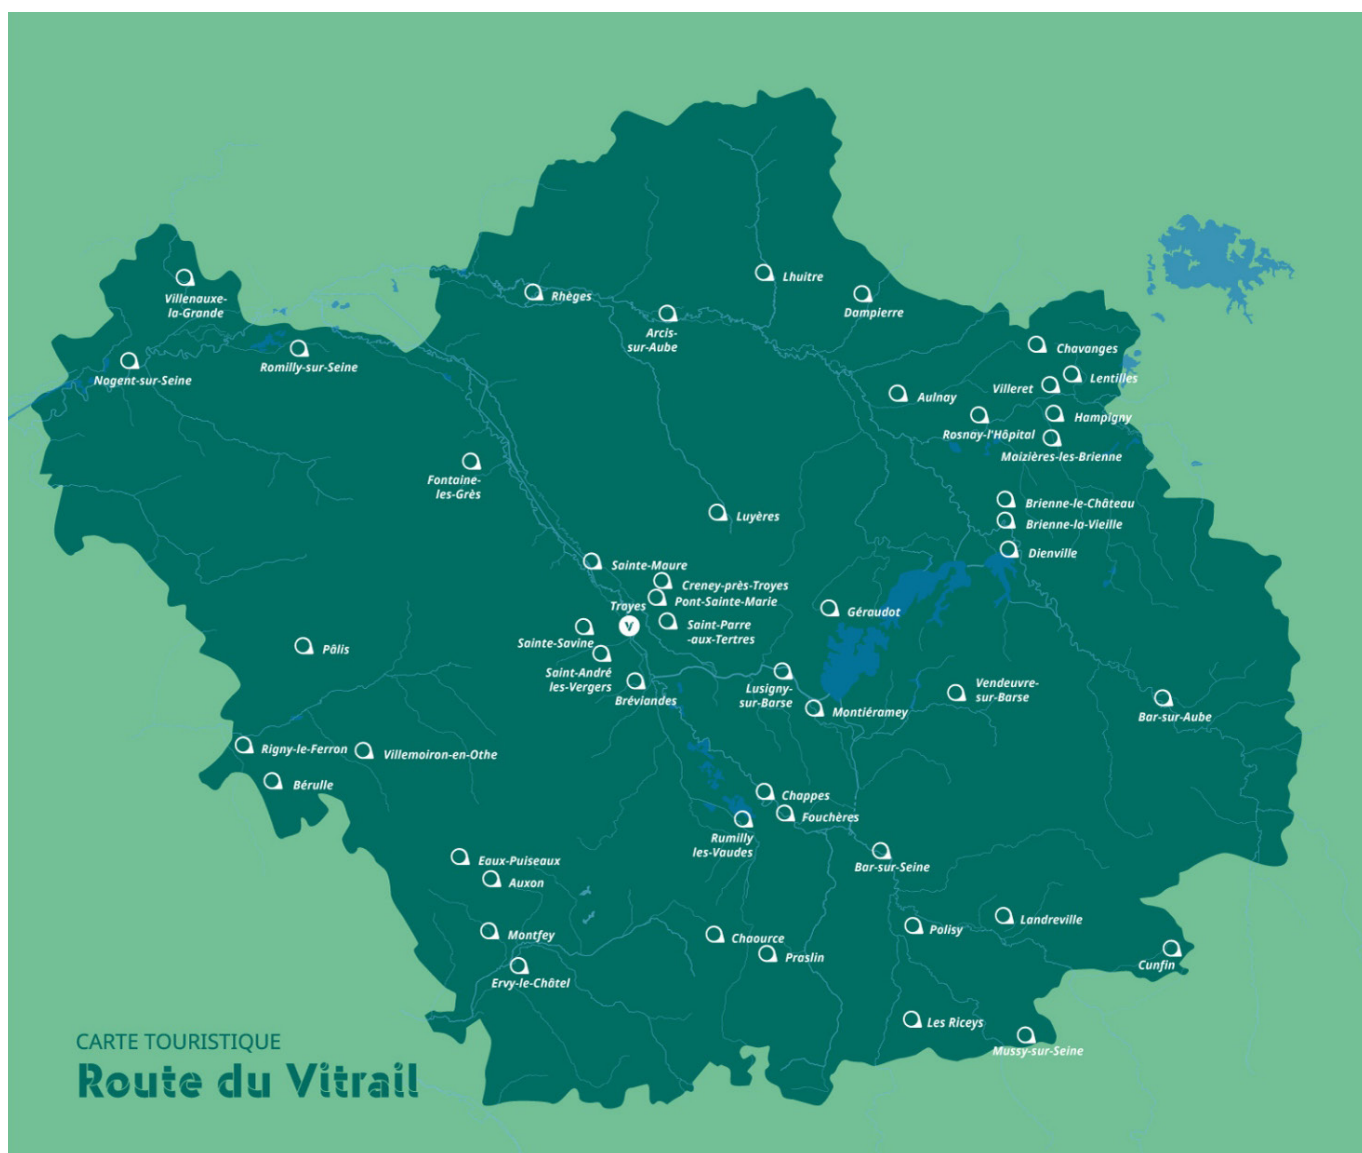 Lhuitre
Villenauxe-
la-Grande
Rhèges
Dampierre
Arcis-
sur-Aube
Chavanges
Romilly-sur-Seine
Nogent-sur-Seine
Lentilles
Villeret
Aulnay
Hampigny
Rosnay-l'Hôpital
Maizières-les-Brienne
Fontaine-
les-Grès
Brienne-le-Château
Luyères
Brienne-la-Vieille
Dienville
Sainte-Maure
Creney-près-Troyes
Pont-Sainte-Marie
Troyes
V
Géraudot
Saint-Parre
-aux-Tertres
Sainte-Savine
Pâlis
Saint-André
les-Vergers
Lusigny-
sur-Barse
Vendeuvre-
sur-Barse
Bréviandes
Montiéramey
Bar-sur-Aube
Rigny-le-Ferron
Villemoiron-en-Othe
Bérulle
Chappes
Fouchères
Rumilly
les-Vaudes
Eaux-Puiseaux
Bar-sur-Seine
Auxon
Landreville
Polisy
Montfey
Chaource
Praslin
Cunfin
Ervy-le-Châtel
Les Riceys
Mussy-sur-Seine
CARTE TOURISTIQUE
Route du Vitrail